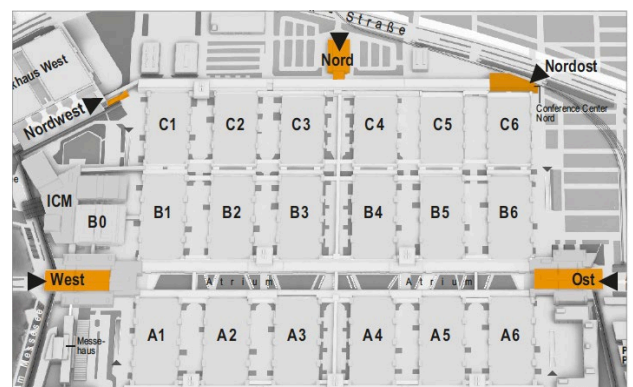 Straße
Nord
Nordost
khaus West
Nordwest
Conference Center
Nord
C1 C2 C3 C4 C5 C6
ICM
B0 B1 B2 B3 B4 B5 B6
West
Atrium
Atrium
Ost
Messe-
haus
A1 A2 A3 A4 A5 A6